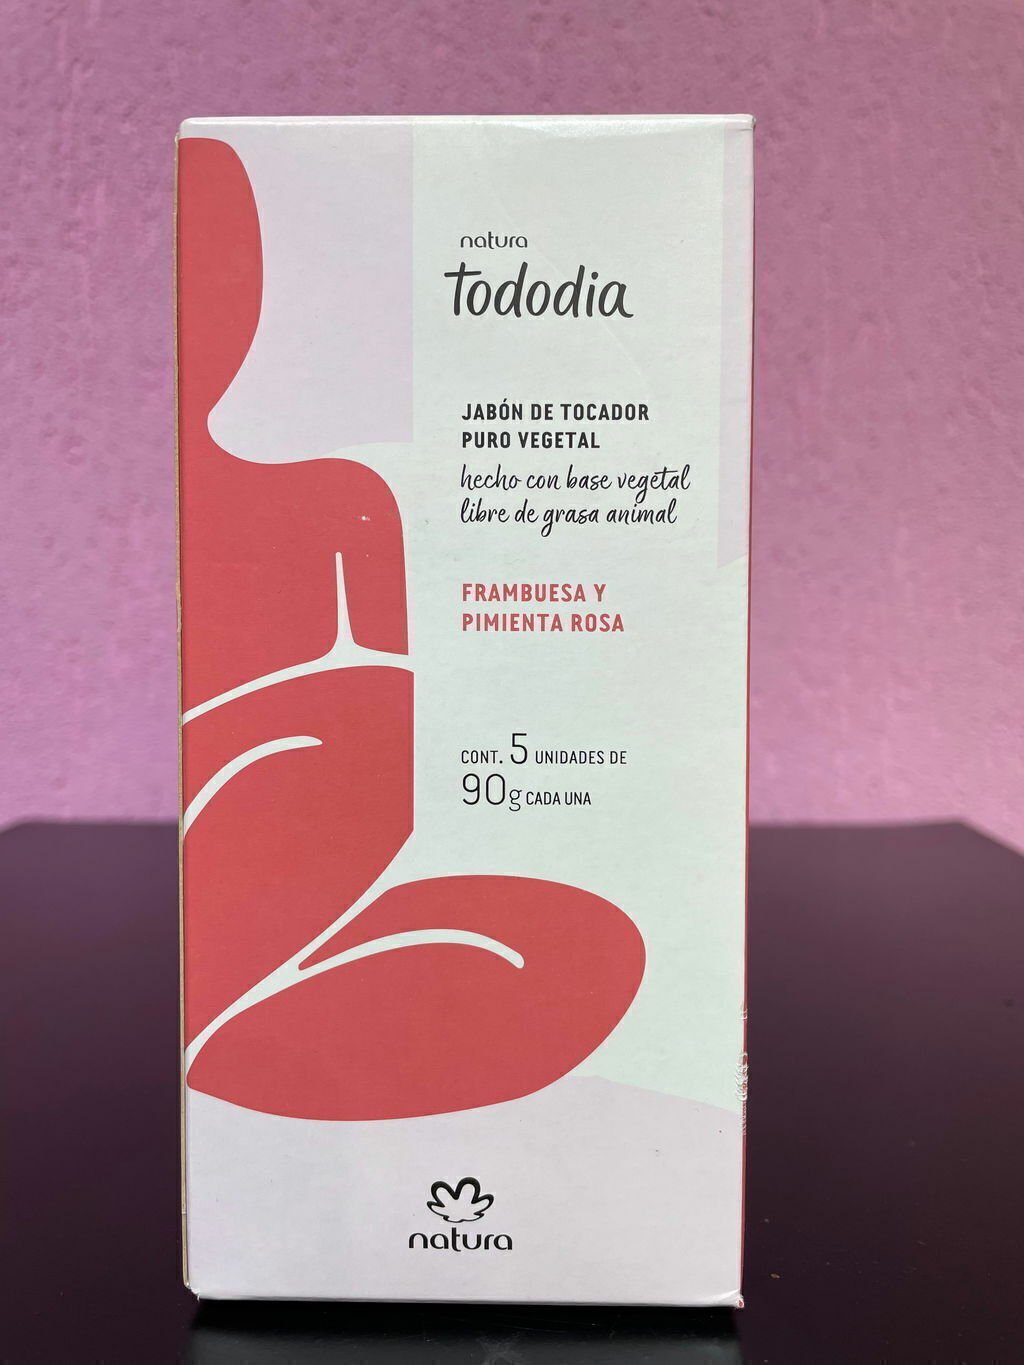 natura
tododia
JABÓN DE TOCADOR
PURO VEGETAL
hecho con base vegetal
libre de grasa animal
FRAMBUESA Y
PIMIENTA ROSA
CONT. 5 UNIDADES DE
90g CADA UNA
natura